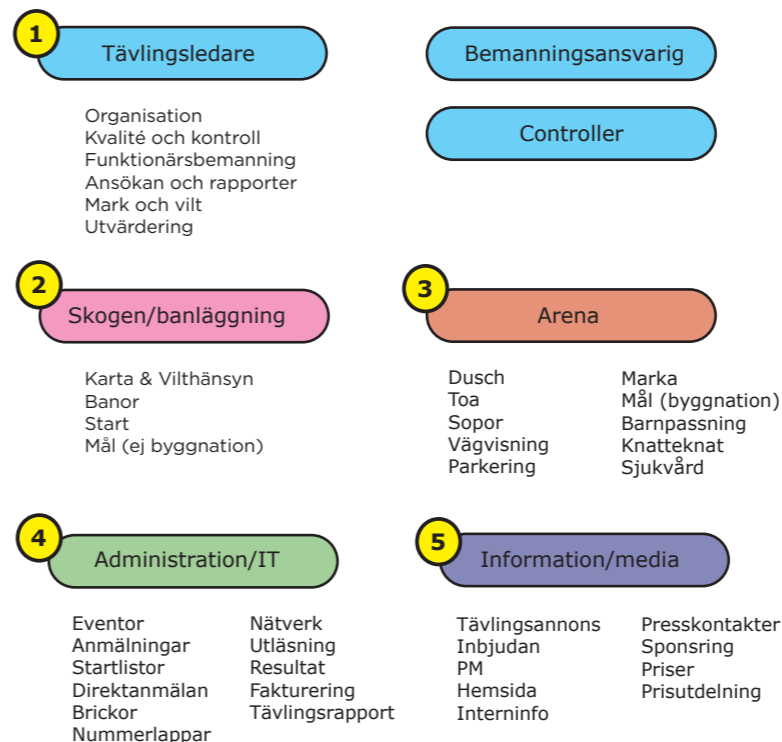 1
Tävlingsledare
Organisation
Kvalité och kontroll
Funktionärsbemanning
Ansökan och rapporter
Mark och vilt
Utvärdering
Bemanningsansvarig
Controller
2
Skogen/banläggning
Karta & Vilthänsyn
Banor
Start
Mål (ej byggnation)
3
Arena
Dusch
Toa
Sopor
Vägvisning
Parkering
Marka
Mål (byggnation)
Barnpassning
Knatteknat
Sjukvård
4
Administration/IT
Eventor
Anmälningar
Startlistor
Direktanmälan
Brickor
Nummerlappar
Nätverk
Utläsning
Resultat
Fakturering
Tävlingsrapport
5
Information/media
Tävlingsannons
Inbjudan
PM
Hemsida
Interninfo
Presskontakter
Sponsring
Priser
Prisutdelning